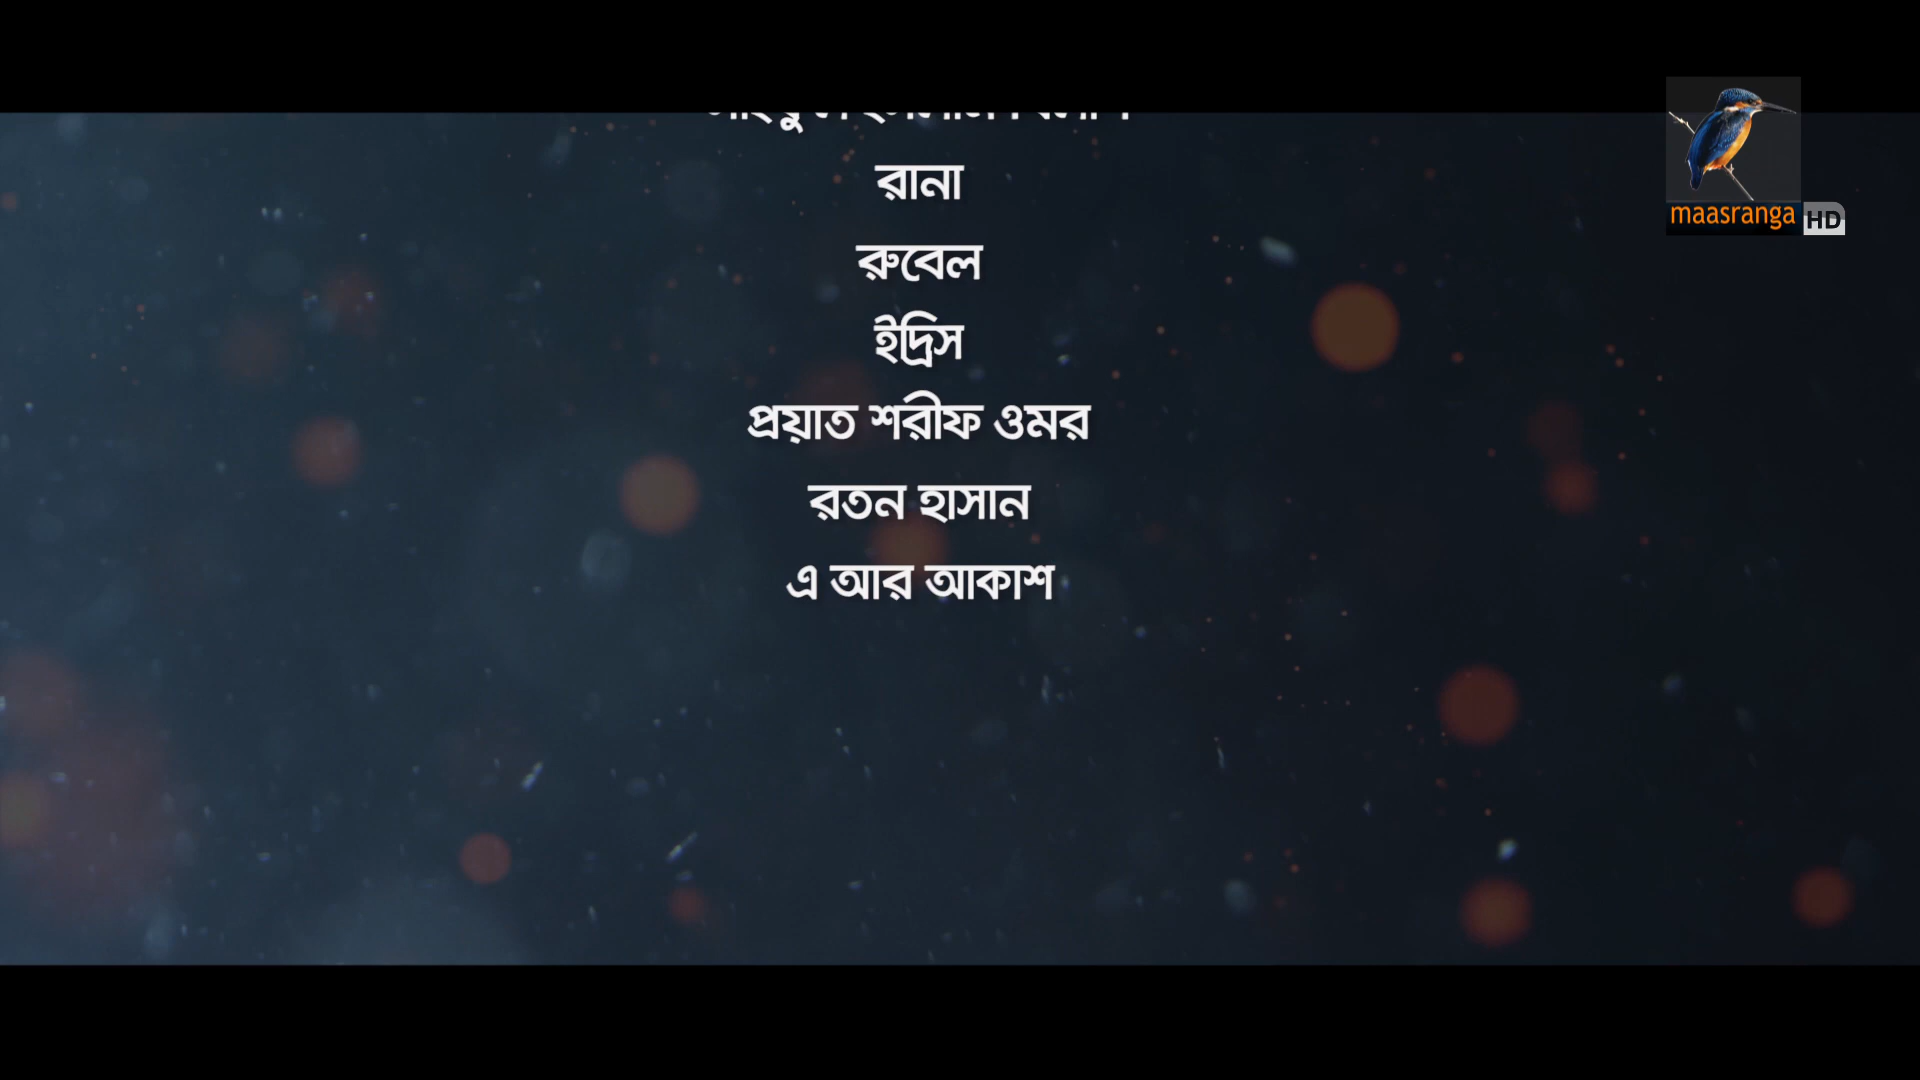 রানা
রুবেল
ইদ্রিস
প্রয়াত শরীফ ওমর
রতন হাসান
এ আর আকাশ
maasranga HD